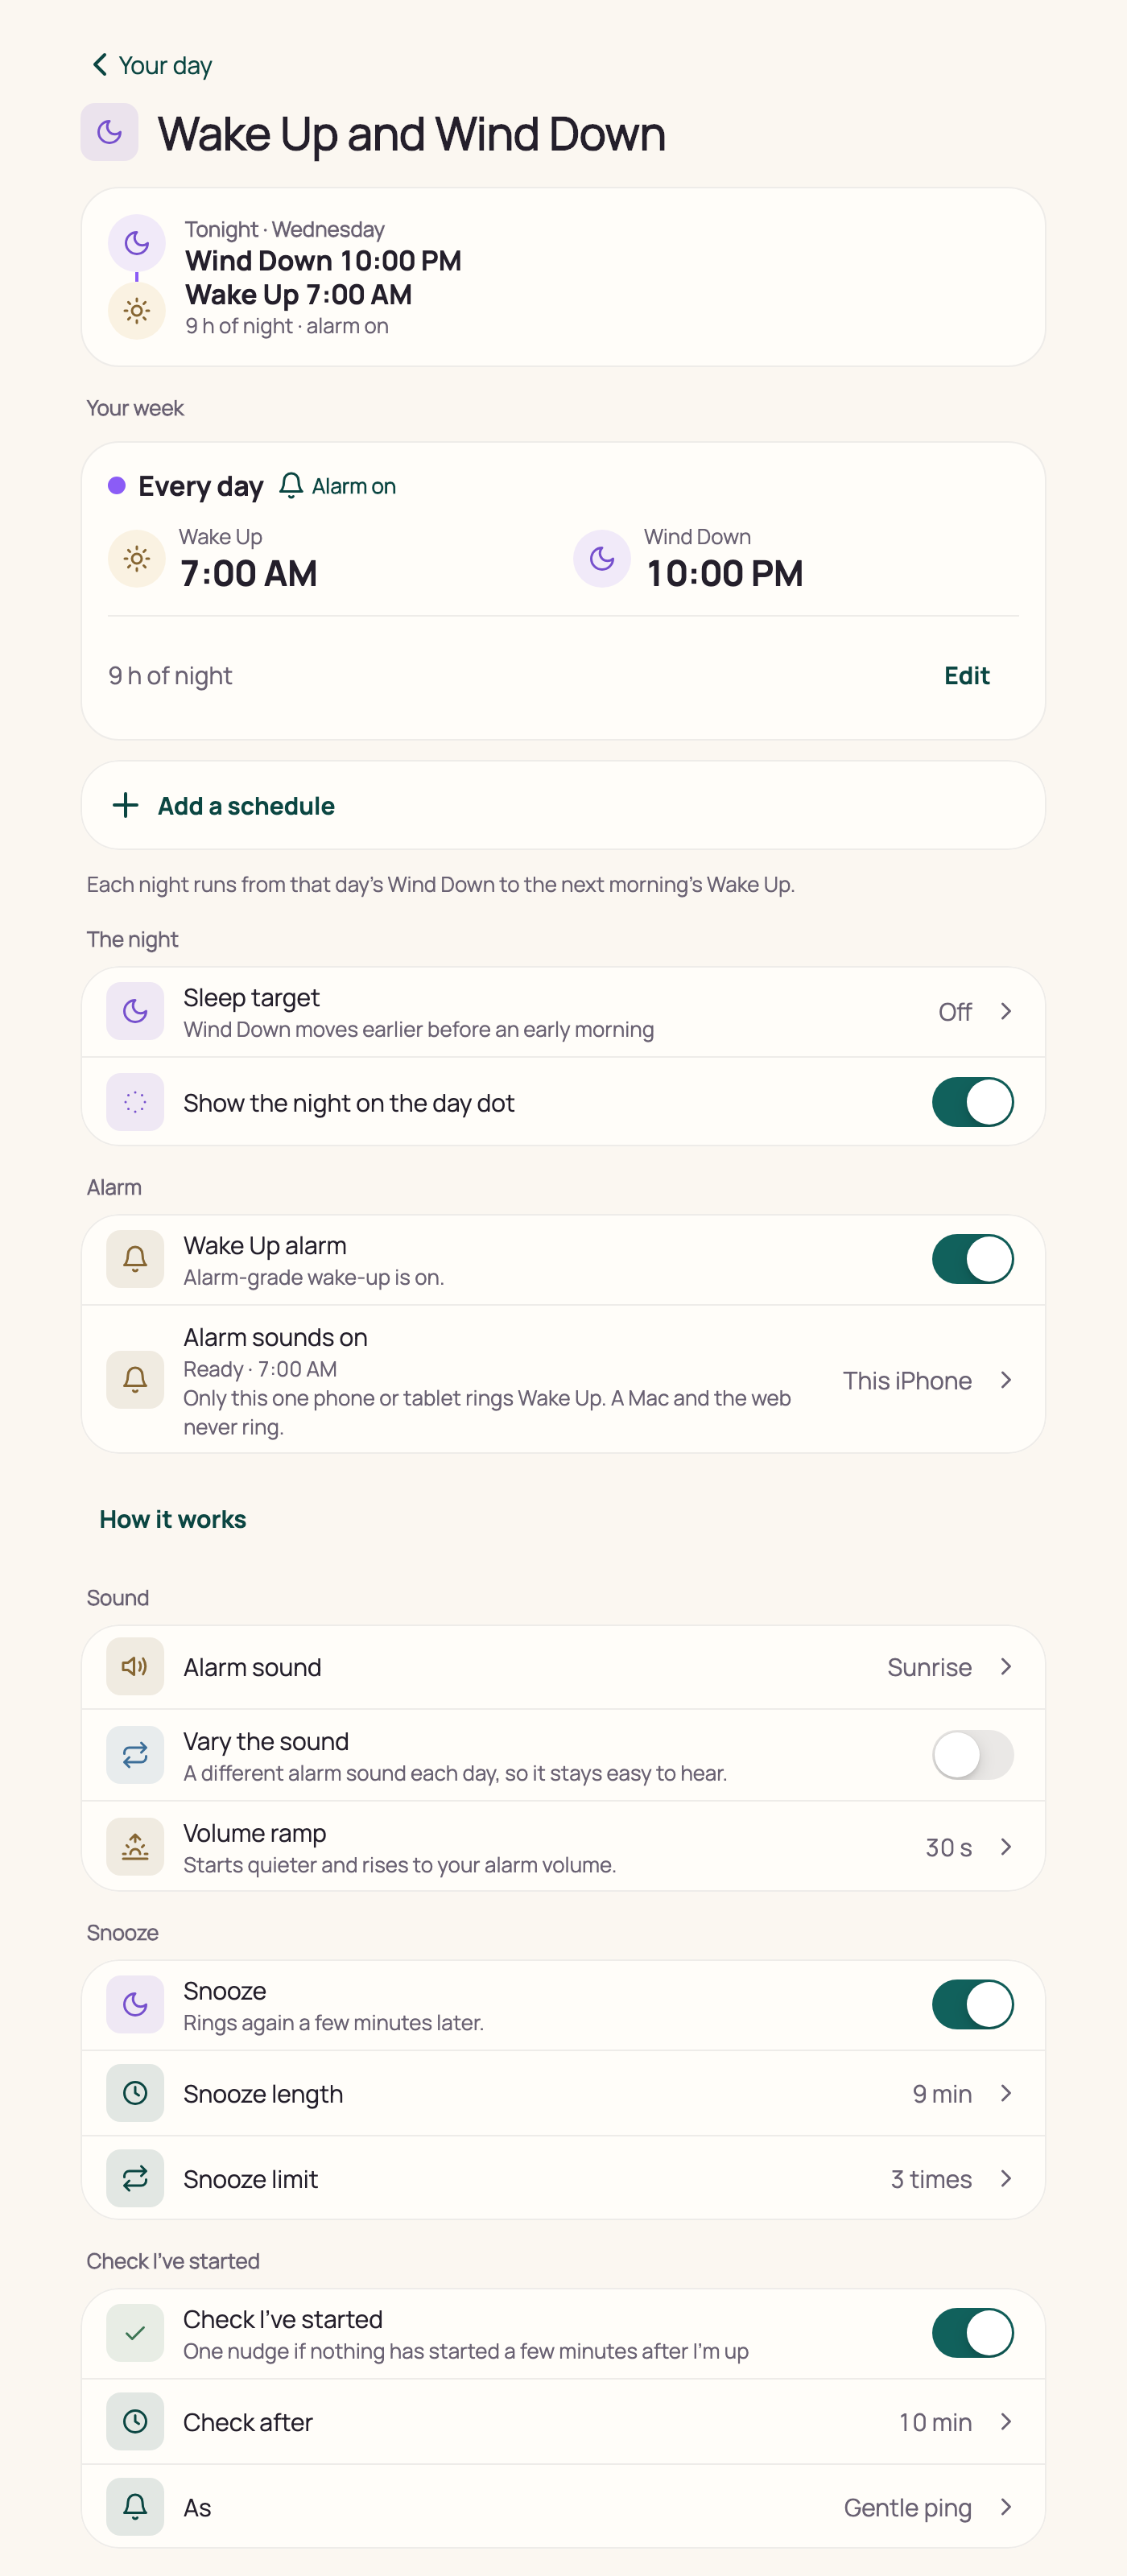 Your day
Wake Up and Wind Down
Tonight · Wednesday
Wind Down 10:00 PM
Wake Up 7:00 AM
9 h of night · alarm on
Your week
Every day
Alarm on
Wake Up
7:00 AM
Wind Down
10:00 PM
9 h of night
Edit
Add a schedule
Each night runs from that day's Wind Down to the next morning's Wake Up.
The night
Sleep target
Wind Down moves earlier before an early morning
Off
Show the night on the day dot
Alarm
Wake Up alarm
Alarm-grade wake-up is on.
Alarm sounds on
Ready · 7:00 AM
Only this one phone or tablet rings Wake Up. A Mac and the web
never ring.
This iPhone
How it works
Sound
Alarm sound
Sunrise
Vary the sound
A different alarm sound each day, so it stays easy to hear.
Volume ramp
Starts quieter and rises to your alarm volume.
30 s
Snooze
Snooze
Rings again a few minutes later.
Snooze length
9 min
Snooze limit
3 times
Check I've started
Check I've started
One nudge if nothing has started a few minutes after I'm up
Check after
10 min
As
Gentle ping